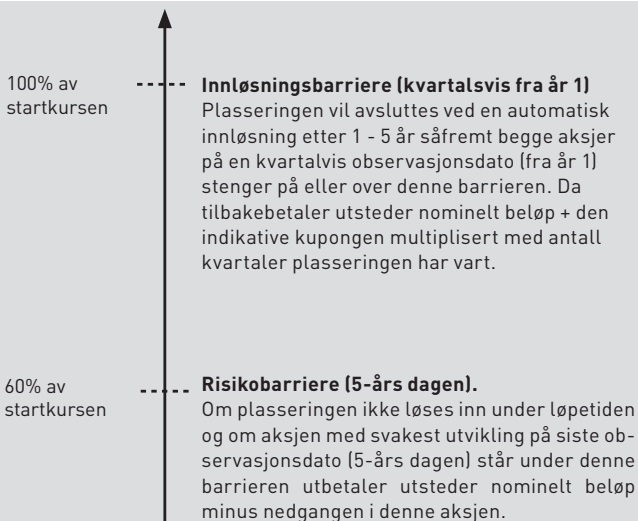 100% av
startkursen
Innløsningsbarriere (kvartalsvis fra år 1)
Plasseringen vil avsluttes ved en automatisk
innløsning etter 1 - 5 år såfremt begge aksjer
på en kvartalvis observasjonsdato (fra år 1)
stenger på eller over denne barrieren. Da
tilbakebetaler utsteder nominelt beløp + den
indikative kupongen multiplisert med antall
kvartaler plasseringen har vart.
60% av
startkursen
Risikobarriere (5-års dagen).
Om plasseringen ikke løses inn under løpetiden
og om aksjen med svakest utvikling på siste ob-
servasjonsdato (5-års dagen) står under denne
barrieren utbetaler utsteder nominelt beløp
minus nedgangen i denne aksjen.